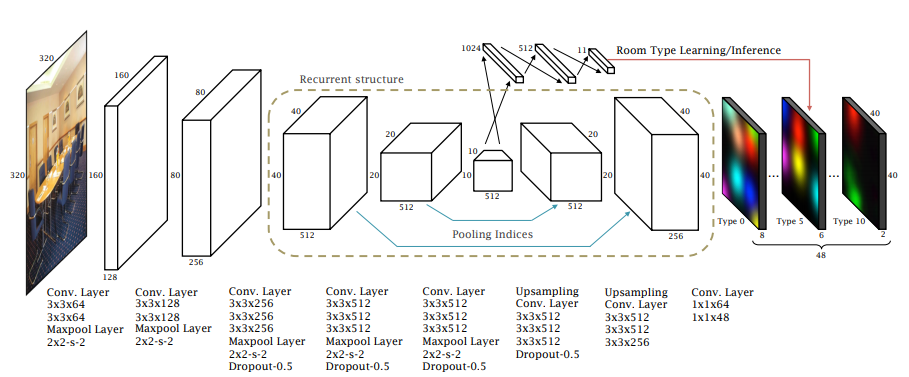 320
320
160
160
128
80
80
256
Recurrent structure
40
40
512
20
20
512
10
10
512
1024
512
11
Room Type Learning/Inference
20
20
512
40
40
256
Pooling Indices
40
40
Type 0
...
Type 5
...
Type 10
8
6
2
48
Conv. Layer
3x3x64
3x3x64
Maxpool Layer
2x2-s-2
Conv. Layer
3x3x128
3x3x128
Maxpool Layer
2x2-s-2
Conv. Layer
3x3x256
3x3x256
3x3x256
Maxpool Layer
2x2-s-2
Dropout-0.5
Conv. Layer
3x3x512
3x3x512
3x3x512
Maxpool Layer
2x2-s-2
Dropout-0.5
Conv. Layer
3x3x512
3x3x512
3x3x512
Maxpool Layer
2x2-s-2
Dropout-0.5
Upsampling
Conv. Layer
3x3x512
3x3x512
3x3x512
Dropout-0.5
Upsampling
Conv. Layer
3x3x512
3x3x512
3x3x256
Conv. Layer
1x1x64
1x1x48